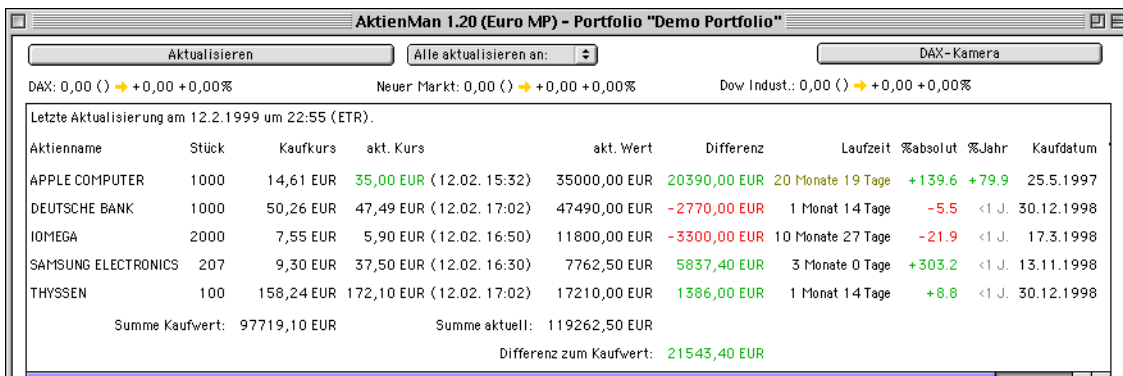 AktienMan 1.20 (Euro MP) - Portfolio "Demo Portfolio"
Aktualisieren Alle aktualisieren an: DAX-Kamera
DAX: 0,00 () +0,00 +0,00% Neuer Markt: 0,00 () +0,00 +0,00% Dow Indust.: 0,00 () +0,00 +0,00%
Letzte Aktualisierung am 12.2.1999 um 22:55 (ETR).
Aktienname Stück Kaufkurs akt. Kurs akt. Wert Differenz Laufzeit %absolut %Jahr Kaufdatum
APPLE COMPUTER 1000 14,61 EUR 35,00 EUR (12.02. 15:32) 35000,00 EUR 20390,00 EUR 20 Monate 19 Tage +139.6 +79.9 25.5.1997
DEUTSCHE BANK 1000 50,26 EUR 47,49 EUR (12.02. 17:02) 47490,00 EUR -2770,00 EUR 1 Monat 14 Tage -5.5 <1 J. 30.12.1998
IOMEGA 2000 7,55 EUR 5,90 EUR (12.02. 16:50) 11800,00 EUR -3300,00 EUR 10 Monate 27 Tage -21.9 <1 J. 17.3.1998
SAMSUNG ELECTRONICS 207 9,30 EUR 37,50 EUR (12.02. 16:30) 7762,50 EUR 5837,40 EUR 3 Monate 0 Tage +303.2 <1 J. 13.11.1998
THYSSEN 100 158,24 EUR 172,10 EUR (12.02. 17:02) 17210,00 EUR 1386,00 EUR 1 Monat 14 Tage +8.8 <1 J. 30.12.1998
Summe Kaufwert: 97719,10 EUR Summe aktuell: 119262,50 EUR
Differenz zum Kaufwert: 21543,40 EUR